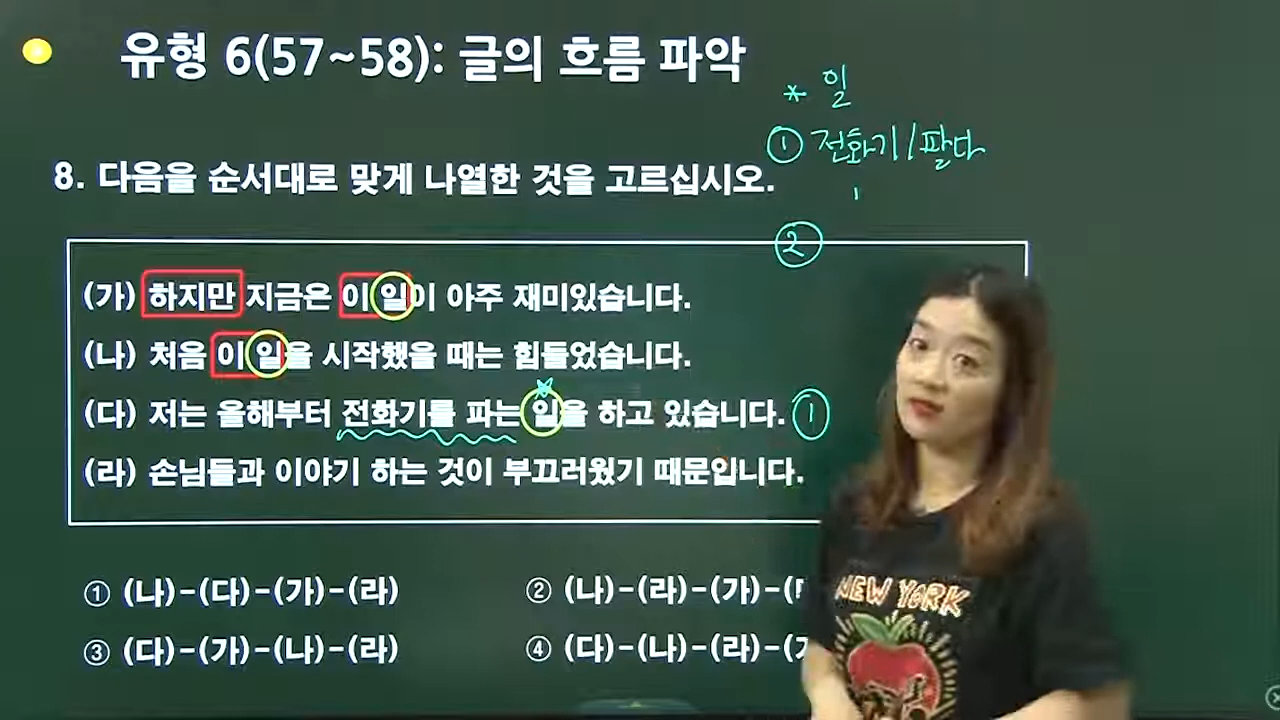 유형 6(57~58): 글의 흐름 파악
* 일
① 전화기/팔다
8. 다음을 순서대로 맞게 나열한 것을 고르십시오.
②
(가) 하지만 지금은 이 일이 아주 재미있습니다.
(나) 처음 이 일을 시작했을 때는 힘들었습니다.
(다) 저는 올해부터 전화기를 파는 일을 하고 있습니다. ①
(라) 손님들과 이야기 하는 것이 부끄러웠기 때문입니다.
① (나)-(다)-(가)-(라)
② (나)-(라)-(가)-
③ (다)-(가)-(나)-(라)
④ (다)-(나)-(라)-
NEW YORK